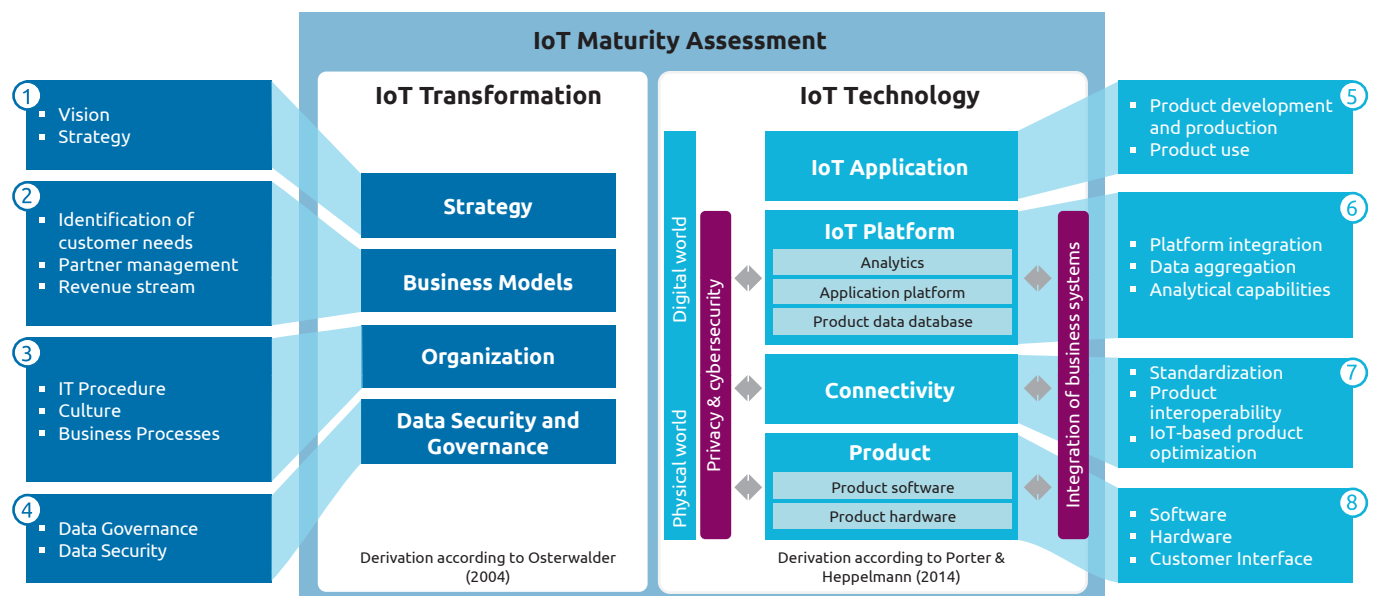 IoT Maturity Assessment
1
▪ Vision
▪ Strategy
2
▪ Identification of
customer needs
▪ Partner management
▪ Revenue stream
3
▪ IT Procedure
▪ Culture
▪ Business Processes
4
▪ Data Governance
▪ Data Security
IoT Transformation
Strategy
Business Models
Organization
Data Security and
Governance
Derivation according to Osterwalder
(2004)
IoT Technology
Digital world
Physical world
Privacy & cybersecurity
IoT Application
IoT Platform
Analytics
Application platform
Product data database
Connectivity
Product
Product software
Product hardware
Integration of business systems
Derivation according to Porter &
Heppelmann (2014)
5
▪ Product development
and production
▪ Product use
6
▪ Platform integration
▪ Data aggregation
▪ Analytical capabilities
7
▪ Standardization
▪ Product
interoperability
▪ IoT-based product
optimization
8
▪ Software
▪ Hardware
▪ Customer Interface